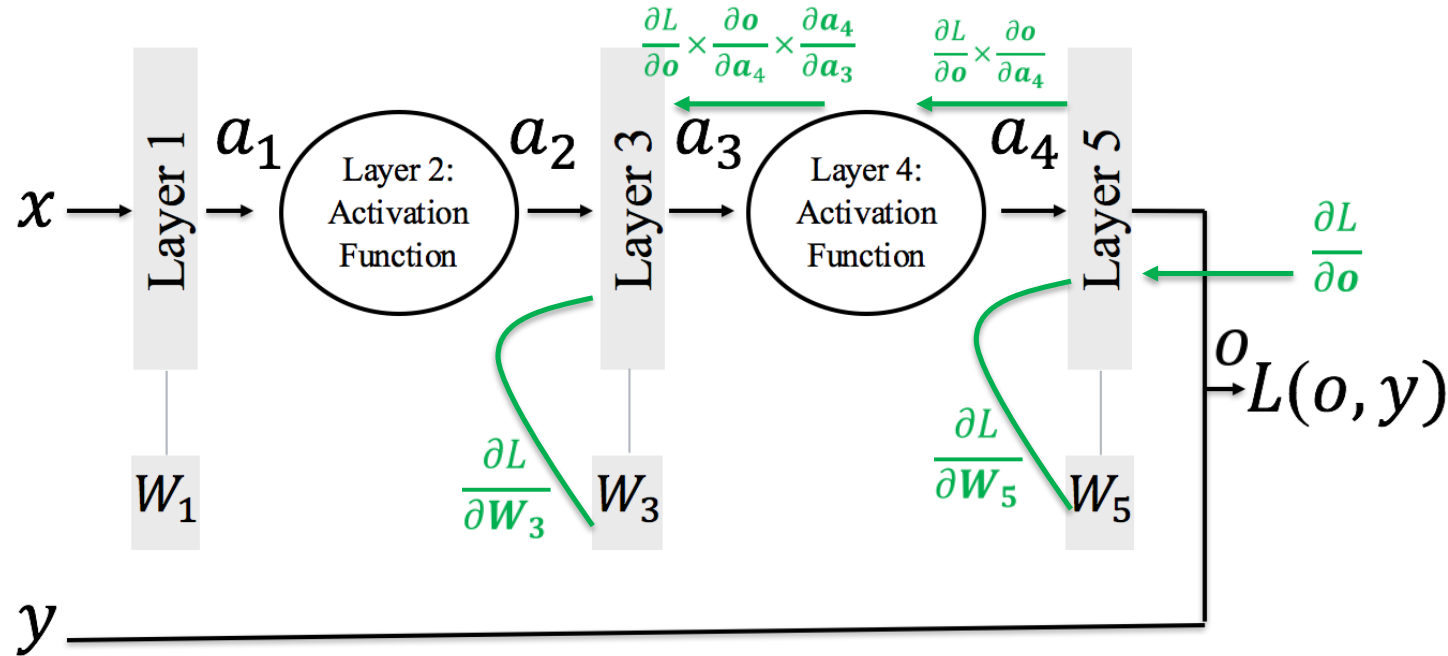 ∂L/∂o × ∂o/∂a₄ × ∂a₄/∂a₃
∂L/∂o × ∂o/∂a₄
x
Layer 1
a₁
Layer 2:
Activation
Function
a₂
Layer 3
a₃
Layer 4:
Activation
Function
a₄
Layer 5
∂L/∂o
o
L(o, y)
W₁
∂L/∂W₃
W₃
∂L/∂W₅
W₅
y